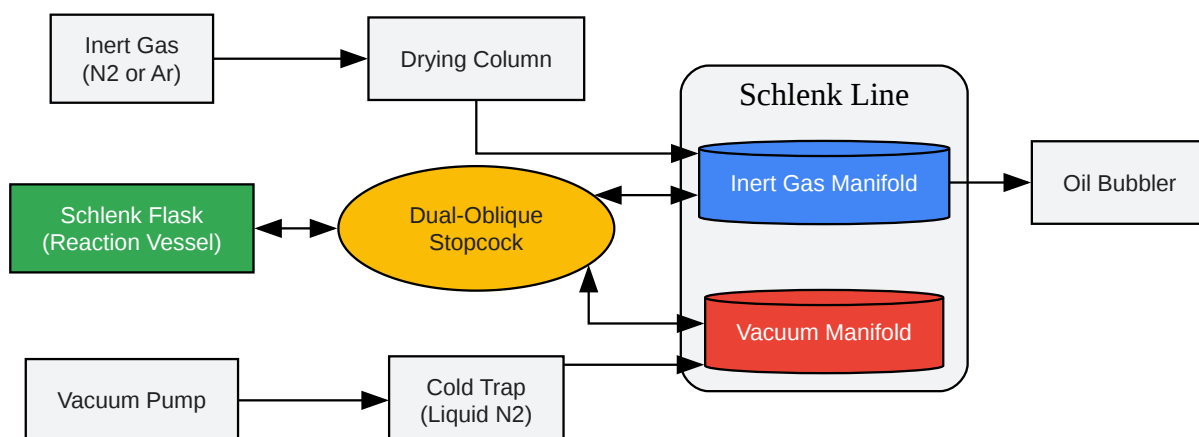 Inert Gas
(N2 or Ar)
Drying Column
Schlenk Line
Inert Gas Manifold
Oil Bubbler
Schlenk Flask
(Reaction Vessel)
Dual-Oblique
Stopcock
Vacuum Manifold
Vacuum Pump
Cold Trap
(Liquid N2)